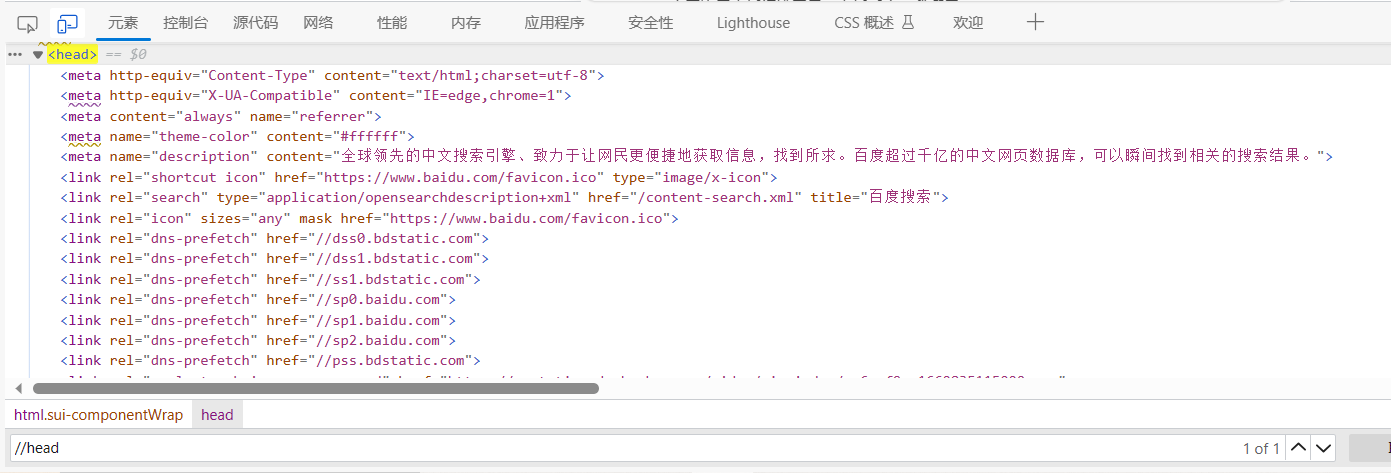 元素 控制台 源代码 网络 性能 内存 应用程序 安全性 Lighthouse CSS 概述 欢迎
<head> == $0
<meta http-equiv="Content-Type" content="text/html;charset=utf-8">
<meta http-equiv="X-UA-Compatible" content="IE=edge,chrome=1">
<meta content="always" name="referrer">
<meta name="theme-color" content="#ffffff">
<meta name="description" content="全球领先的中文搜索引擎、致力于让网民更便捷地获取信息，找到所求。百度超过千亿的中文网页数据库，可以瞬间找到相关的搜索结果。">
<link rel="shortcut icon" href="https://www.baidu.com/favicon.ico" type="image/x-icon">
<link rel="search" type="application/opensearchdescription+xml" href="/content-search.xml" title="百度搜索">
<link rel="icon" sizes="any" mask href="https://www.baidu.com/favicon.ico">
<link rel="dns-prefetch" href="//dss0.bdstatic.com">
<link rel="dns-prefetch" href="//dss1.bdstatic.com">
<link rel="dns-prefetch" href="//ss1.bdstatic.com">
<link rel="dns-prefetch" href="//sp0.baidu.com">
<link rel="dns-prefetch" href="//sp1.baidu.com">
<link rel="dns-prefetch" href="//sp2.baidu.com">
<link rel="dns-prefetch" href="//pss.bdstatic.com">
html.sui-componentWrap head
//head 1 of 1